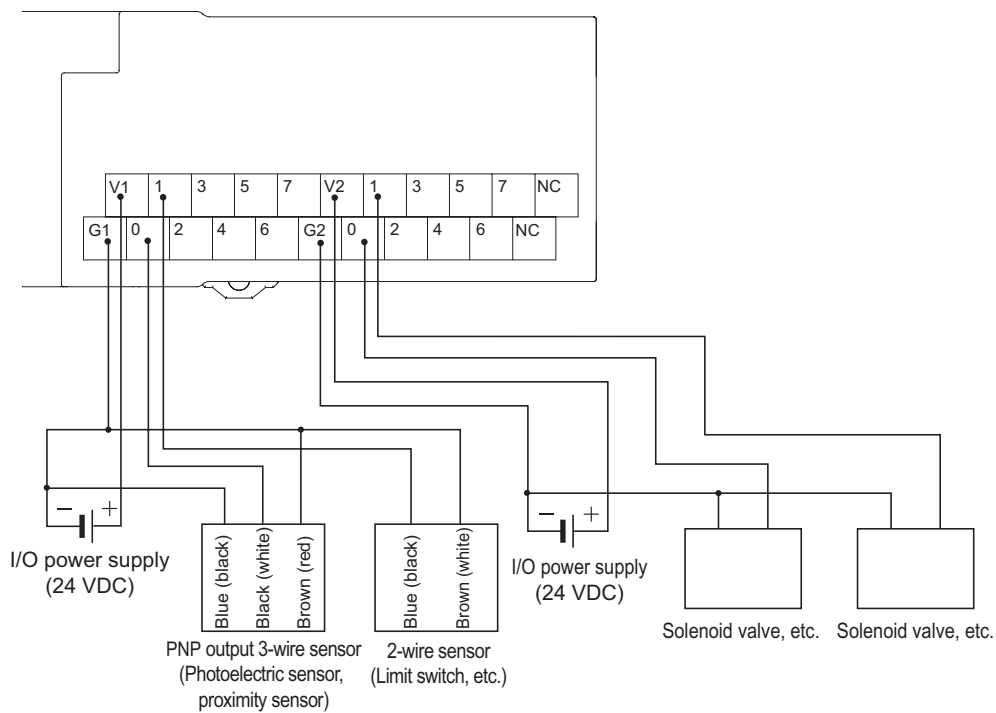 V1 1 3 5 7 V2 1 3 5 7 NC
G1 0 2 4 6 G2 0 2 4 6 NC
− +
I/O power supply
(24 VDC)
Blue (black)
Black (white)
Brown (red)
PNP output 3-wire sensor
(Photoelectric sensor,
proximity sensor)
Blue (black)
Brown (white)
2-wire sensor
(Limit switch, etc.)
− +
I/O power supply
(24 VDC)
Solenoid valve, etc.
Solenoid valve, etc.